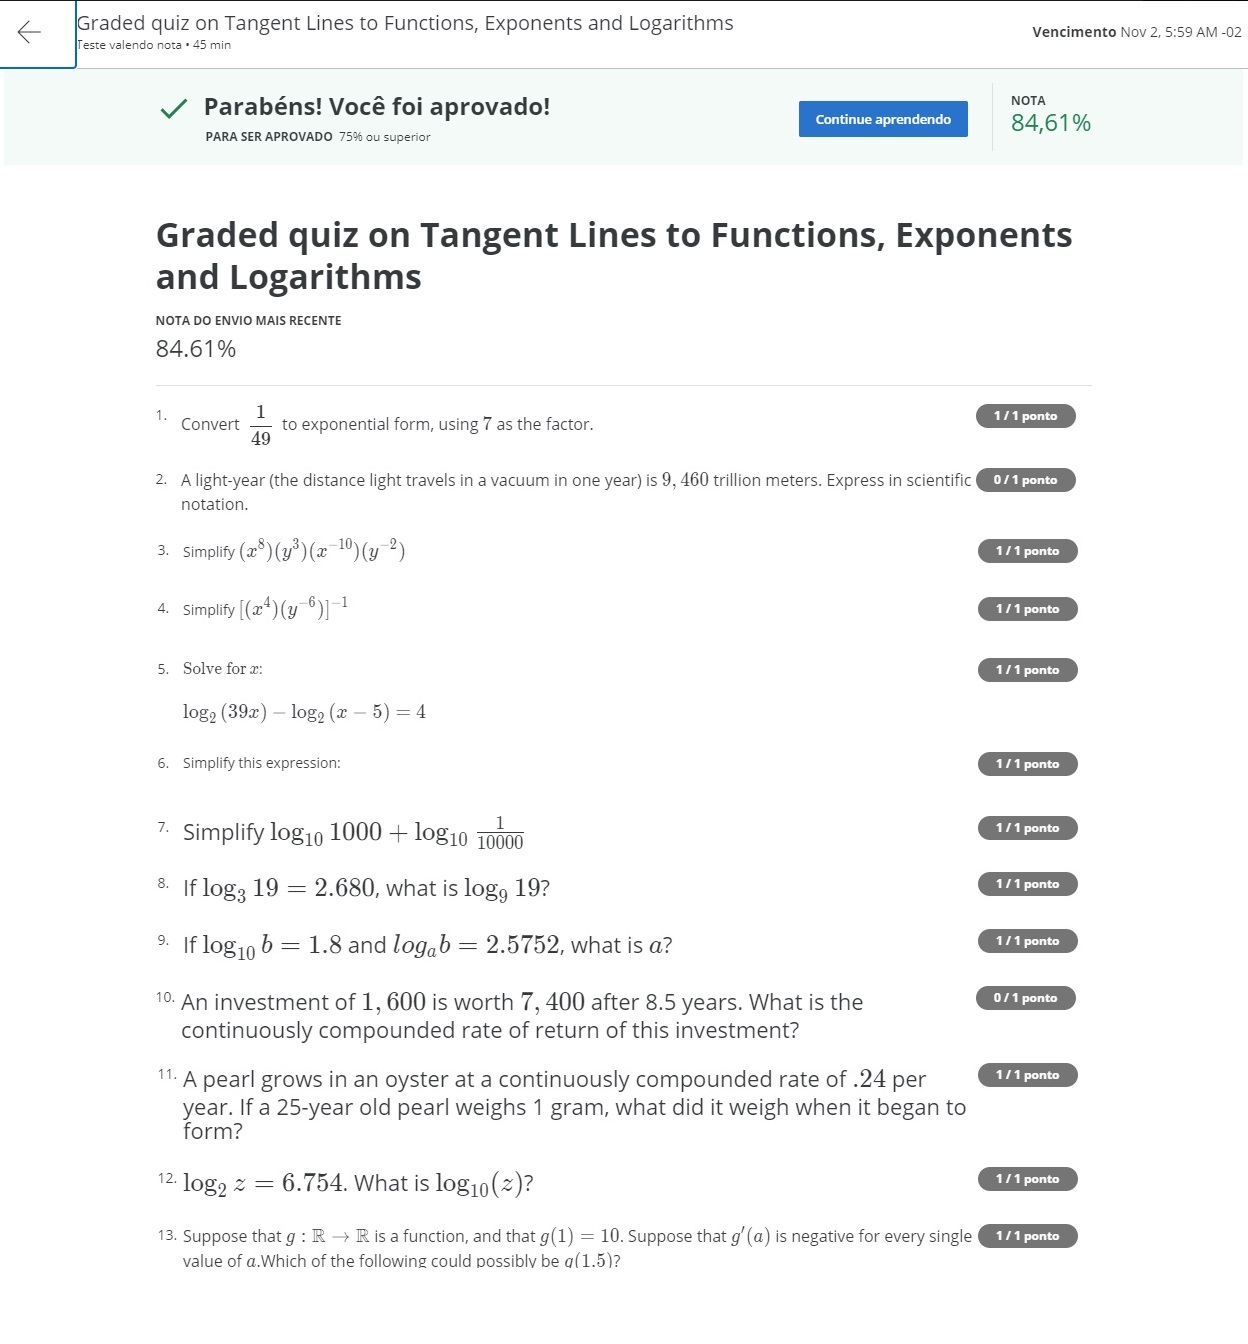 Graded quiz on Tangent Lines to Functions, Exponents and Logarithms
Teste valendo nota • 45 min
Vencimento Nov 2, 5:59 AM -02
Parabéns! Você foi aprovado!
PARA SER APROVADO 75% ou superior
Continue aprendendo
NOTA
84,61%
Graded quiz on Tangent Lines to Functions, Exponents
and Logarithms
NOTA DO ENVIO MAIS RECENTE
84.61%
1. Convert \frac{1}{49} to exponential form, using 7 as the factor. 1 / 1 ponto
2. A light-year (the distance light travels in a vacuum in one year) is 9, 460 trillion meters. Express in scientific 0 / 1 ponto
notation.
3. Simplify (x^8)(y^3)(x^{-10})(y^{-2}) 1 / 1 ponto
4. Simplify [(x^4)(y^{-6})]^{-1} 1 / 1 ponto
5. Solve for x: 1 / 1 ponto
log_2 (39x) − log_2 (x − 5) = 4
6. Simplify this expression: 1 / 1 ponto
7. Simplify log_{10} 1000 + log_{10} \frac{1}{10000} 1 / 1 ponto
8. If log_3 19 = 2.680, what is log_9 19? 1 / 1 ponto
9. If log_{10} b = 1.8 and log_a b = 2.5752, what is a? 1 / 1 ponto
10. An investment of 1, 600 is worth 7, 400 after 8.5 years. What is the 0 / 1 ponto
continuously compounded rate of return of this investment?
11. A pearl grows in an oyster at a continuously compounded rate of .24 per 1 / 1 ponto
year. If a 25-year old pearl weighs 1 gram, what did it weigh when it began to
form?
12. log_2 z = 6.754. What is log_{10}(z)? 1 / 1 ponto
13. Suppose that g : ℝ → ℝ is a function, and that g(1) = 10. Suppose that g′(a) is negative for every single 1 / 1 ponto
value of a.Which of the following could possibly be g(1.5)?